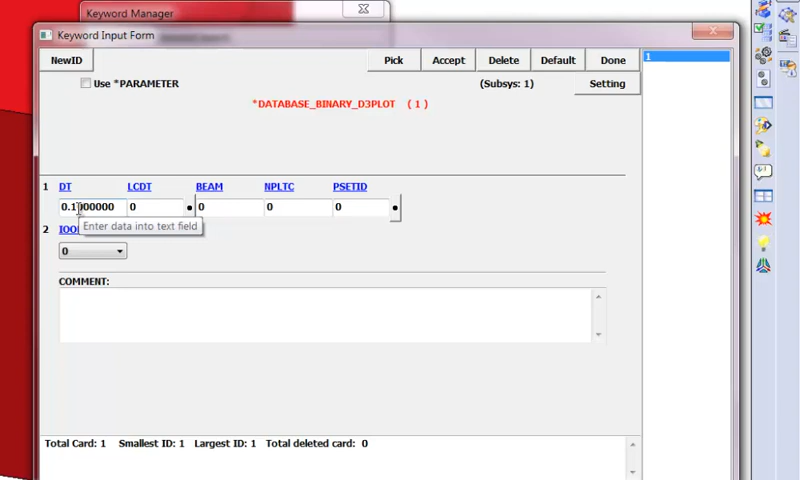 Keyword Manager
Keyword Input Form
NewID Pick Accept Delete Default Done
Use *PARAMETER (Subsys: 1) Setting
*DATABASE_BINARY_D3PLOT ( 1 )
1 DT LCDT BEAM NPLTC PSETID
0.1000000 0 0 0 0
Enter data into text field
2
0
COMMENT:
Total Card: 1 Smallest ID: 1 Largest ID: 1 Total deleted card: 0
1